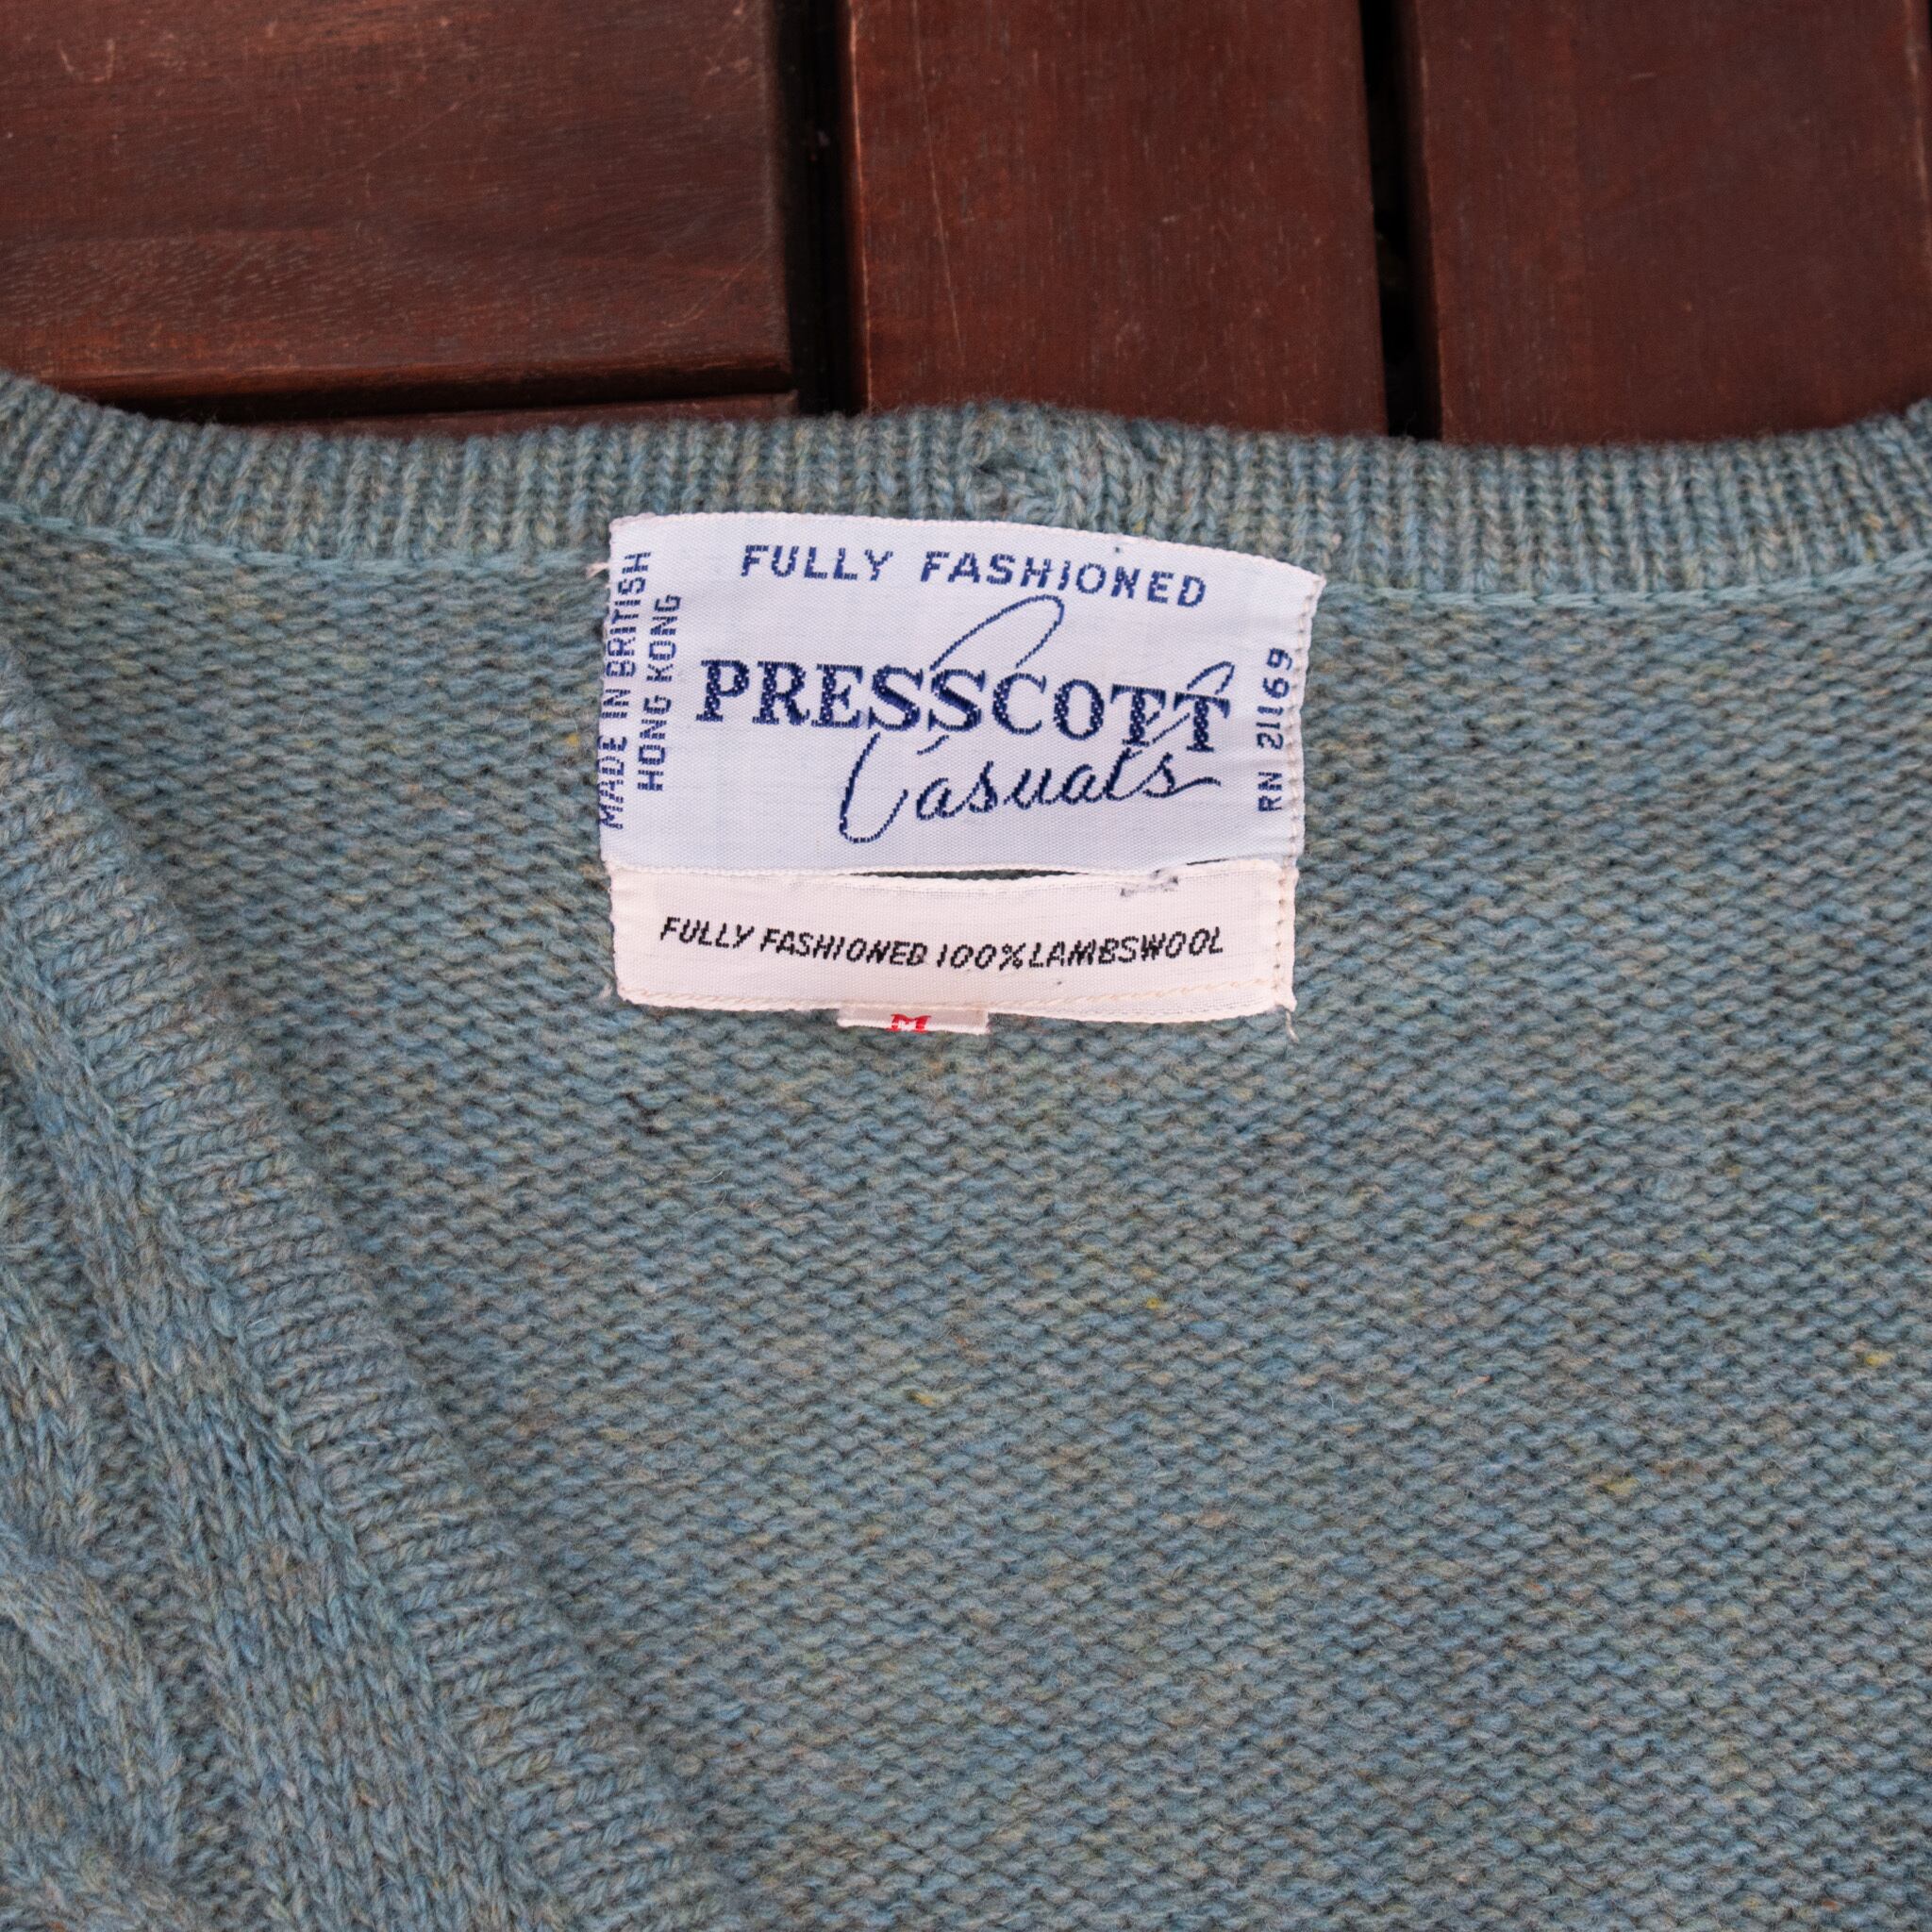 FULLY FASHIONED
MADE IN BRITISH
HONG KONG
PRESSCOTT
Casuals
RN 21169
FULLY FASHIONED 100% LAMBSWOOL
M